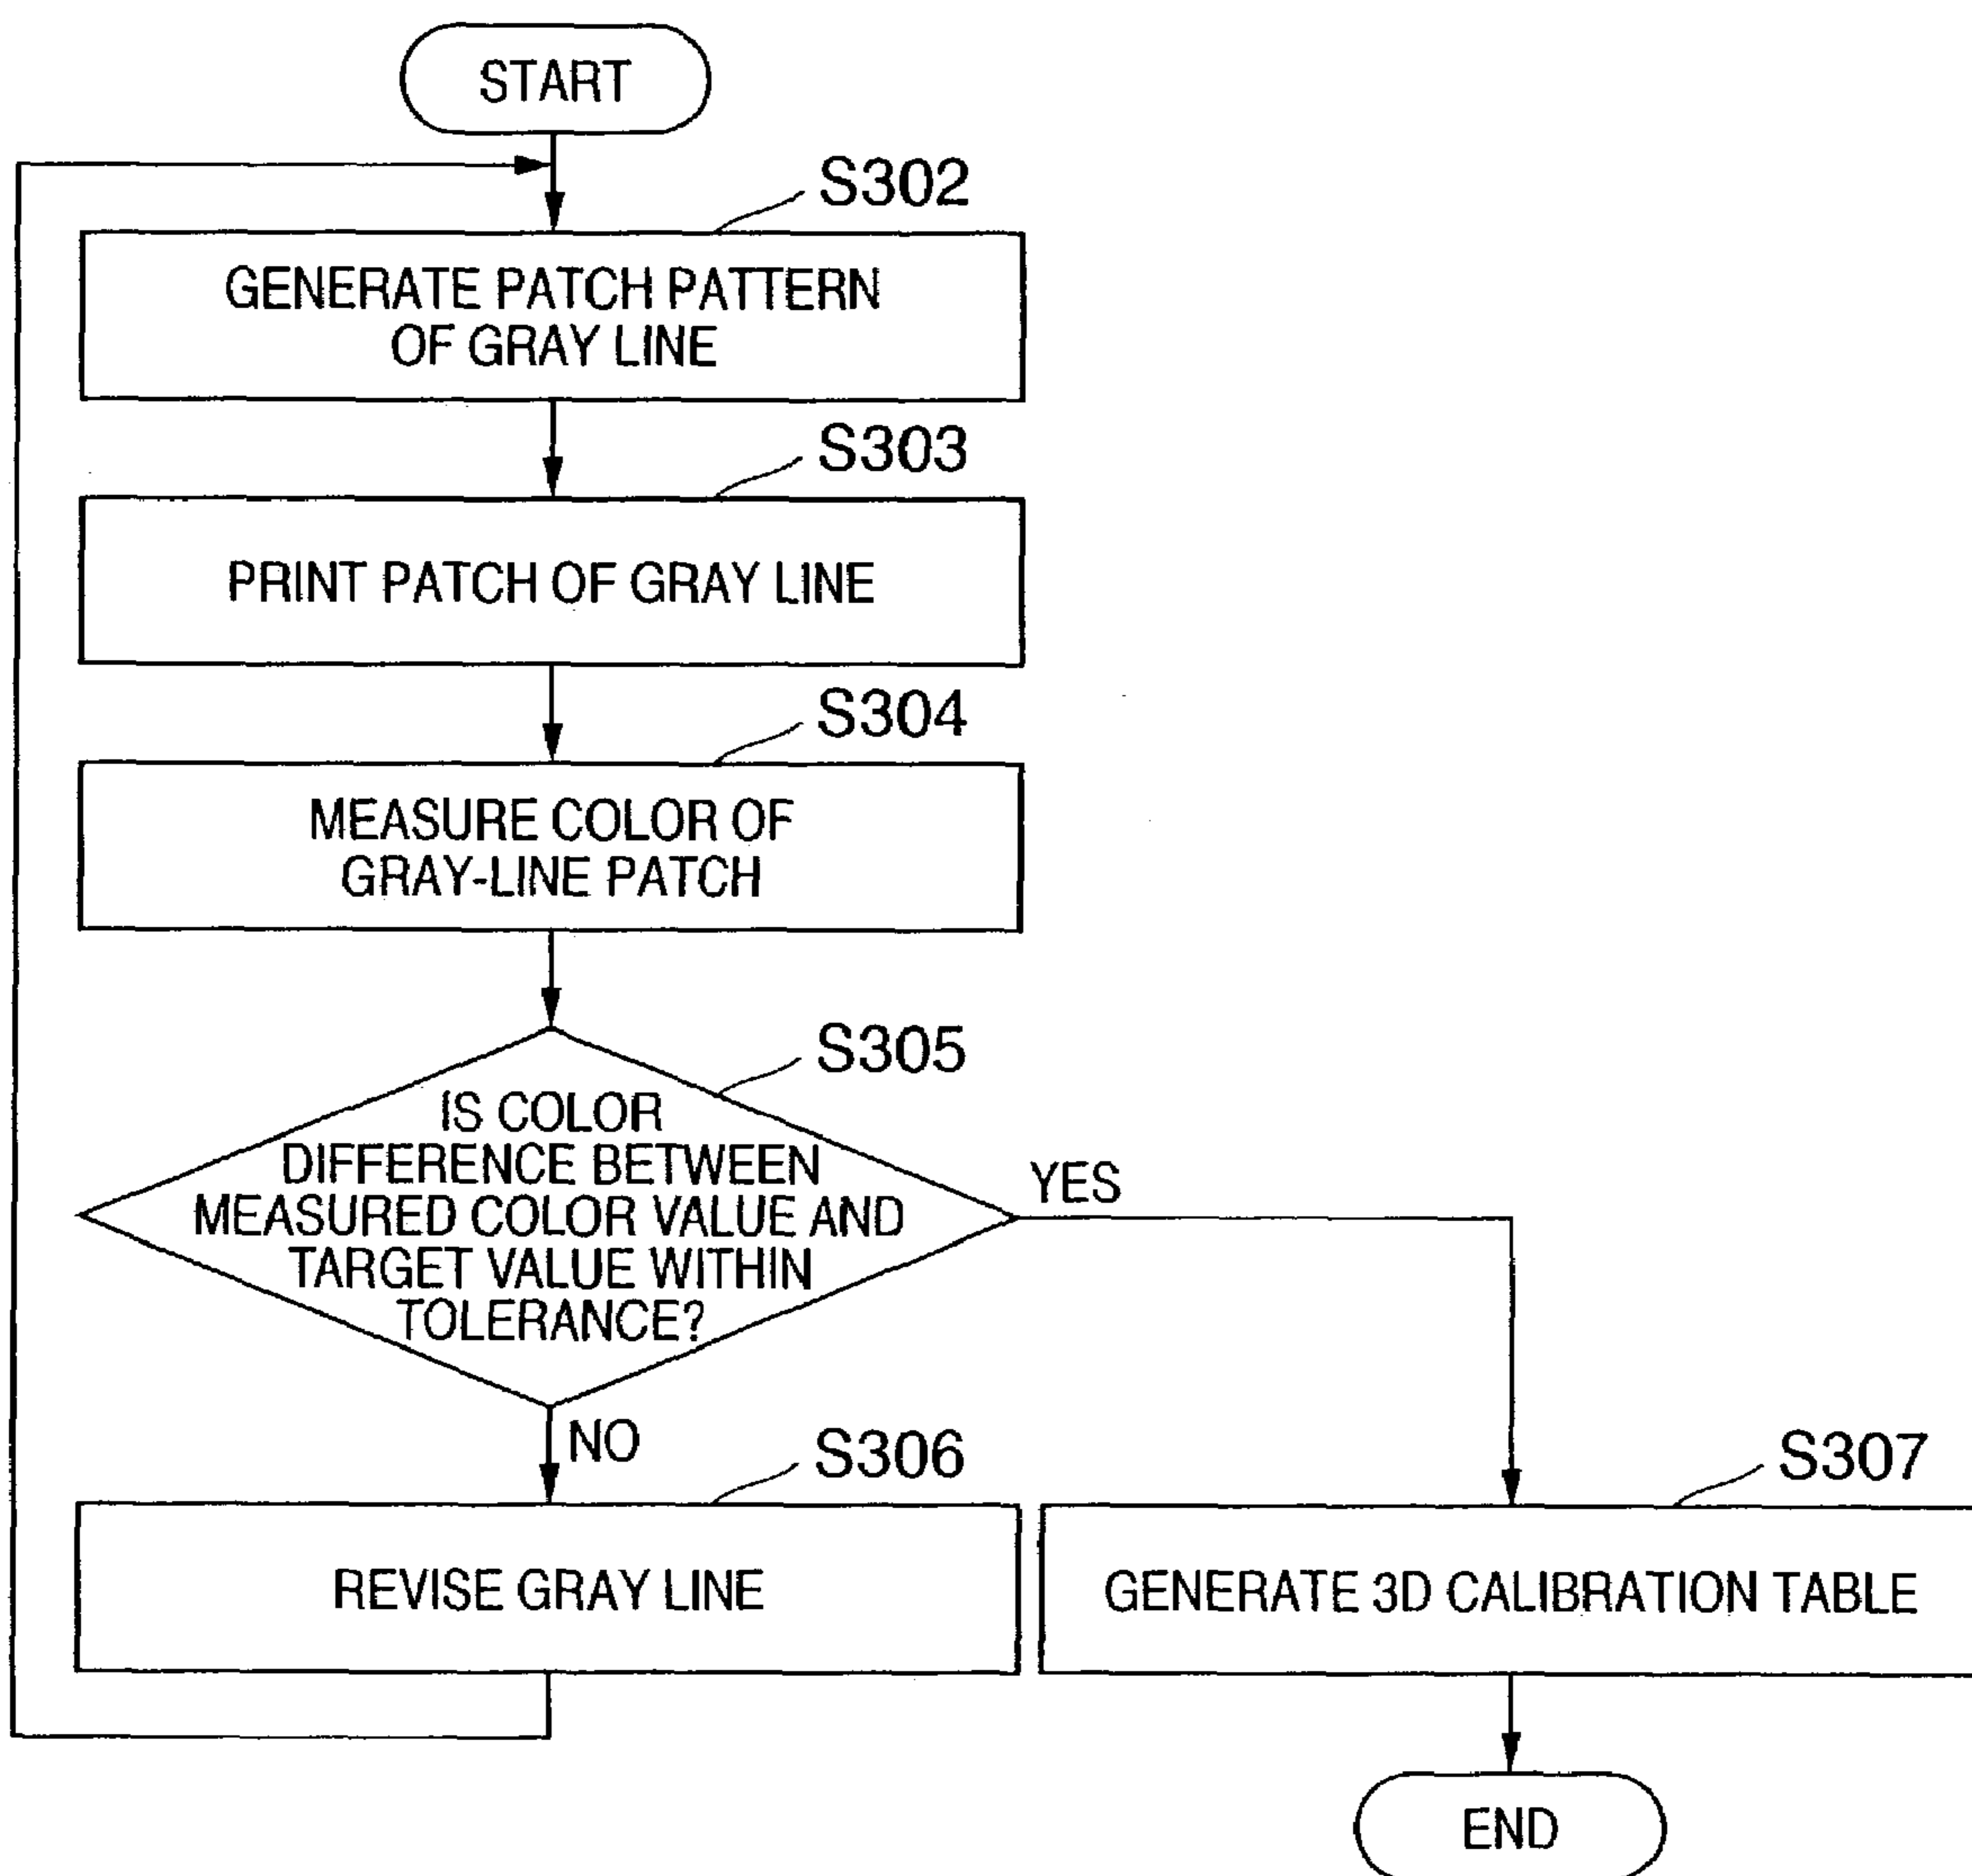 START
S302
GENERATE PATCH PATTERN
OF GRAY LINE
S303
PRINT PATCH OF GRAY LINE
S304
MEASURE COLOR OF
GRAY-LINE PATCH
S305
IS COLOR
DIFFERENCE BETWEEN
MEASURED COLOR VALUE AND
TARGET VALUE WITHIN
TOLERANCE?
YES
NO
S306
REVISE GRAY LINE
S307
GENERATE 3D CALIBRATION TABLE
END